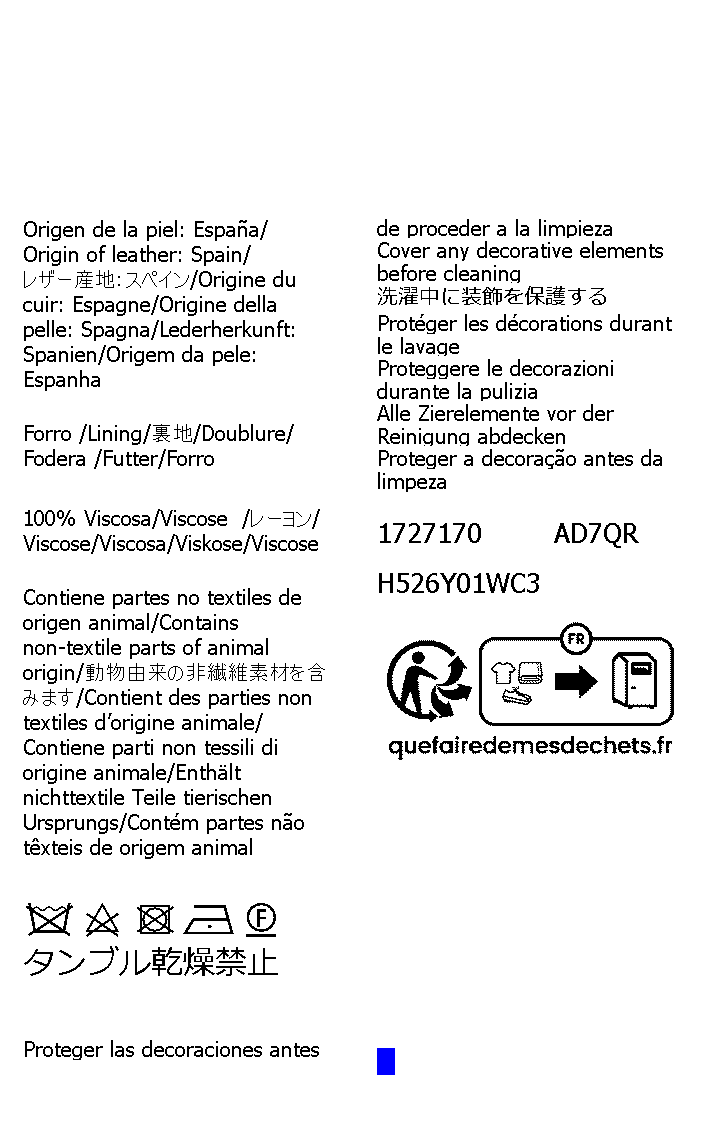 Origen de la piel: España/
Origin of leather: Spain/
レザー産地：スペイン/Origine du
cuir: Espagne/Origine della
pelle: Spagna/Lederherkunft:
Spanien/Origem da pele:
Espanha
Forro /Lining/裏地/Doublure/
Fodera /Futter/Forro
100% Viscosa/Viscose /レーヨン/
Viscose/Viscosa/Viskose/Viscose
Contiene partes no textiles de
origen animal/Contains
non-textile parts of animal
origin/動物由来の非繊維素材を含
みます/Contient des parties non
textiles d’origine animale/
Contiene parti non tessili di
origine animale/Enthält
nichttextile Teile tierischen
Ursprungs/Contém partes não
têxteis de origem animal
F
タンブル乾燥禁止
Proteger las decoraciones antes
de proceder a la limpieza
Cover any decorative elements
before cleaning
洗濯中に装飾を保護する
Protéger les décorations durant
le lavage
Proteggere le decorazioni
durante la pulizia
Alle Zierelemente vor der
Reinigung abdecken
Proteger a decoração antes da
limpeza
1727170 AD7QR
H526Y01WC3
FR
quefairedemesdechets.fr